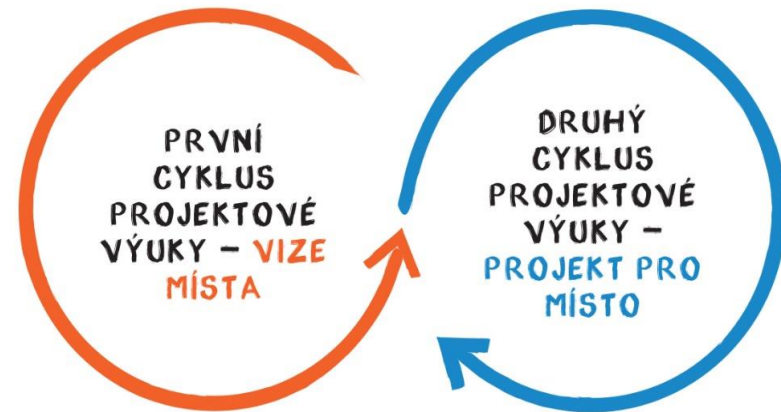 PRVNÍ
CYKLUS
PROJEKTOVÉ
VÝUKY – VIZE
MÍSTA
DRUHÝ
CYKLUS
PROJEKTOVÉ
VÝUKY –
PROJEKT PRO
MÍSTO